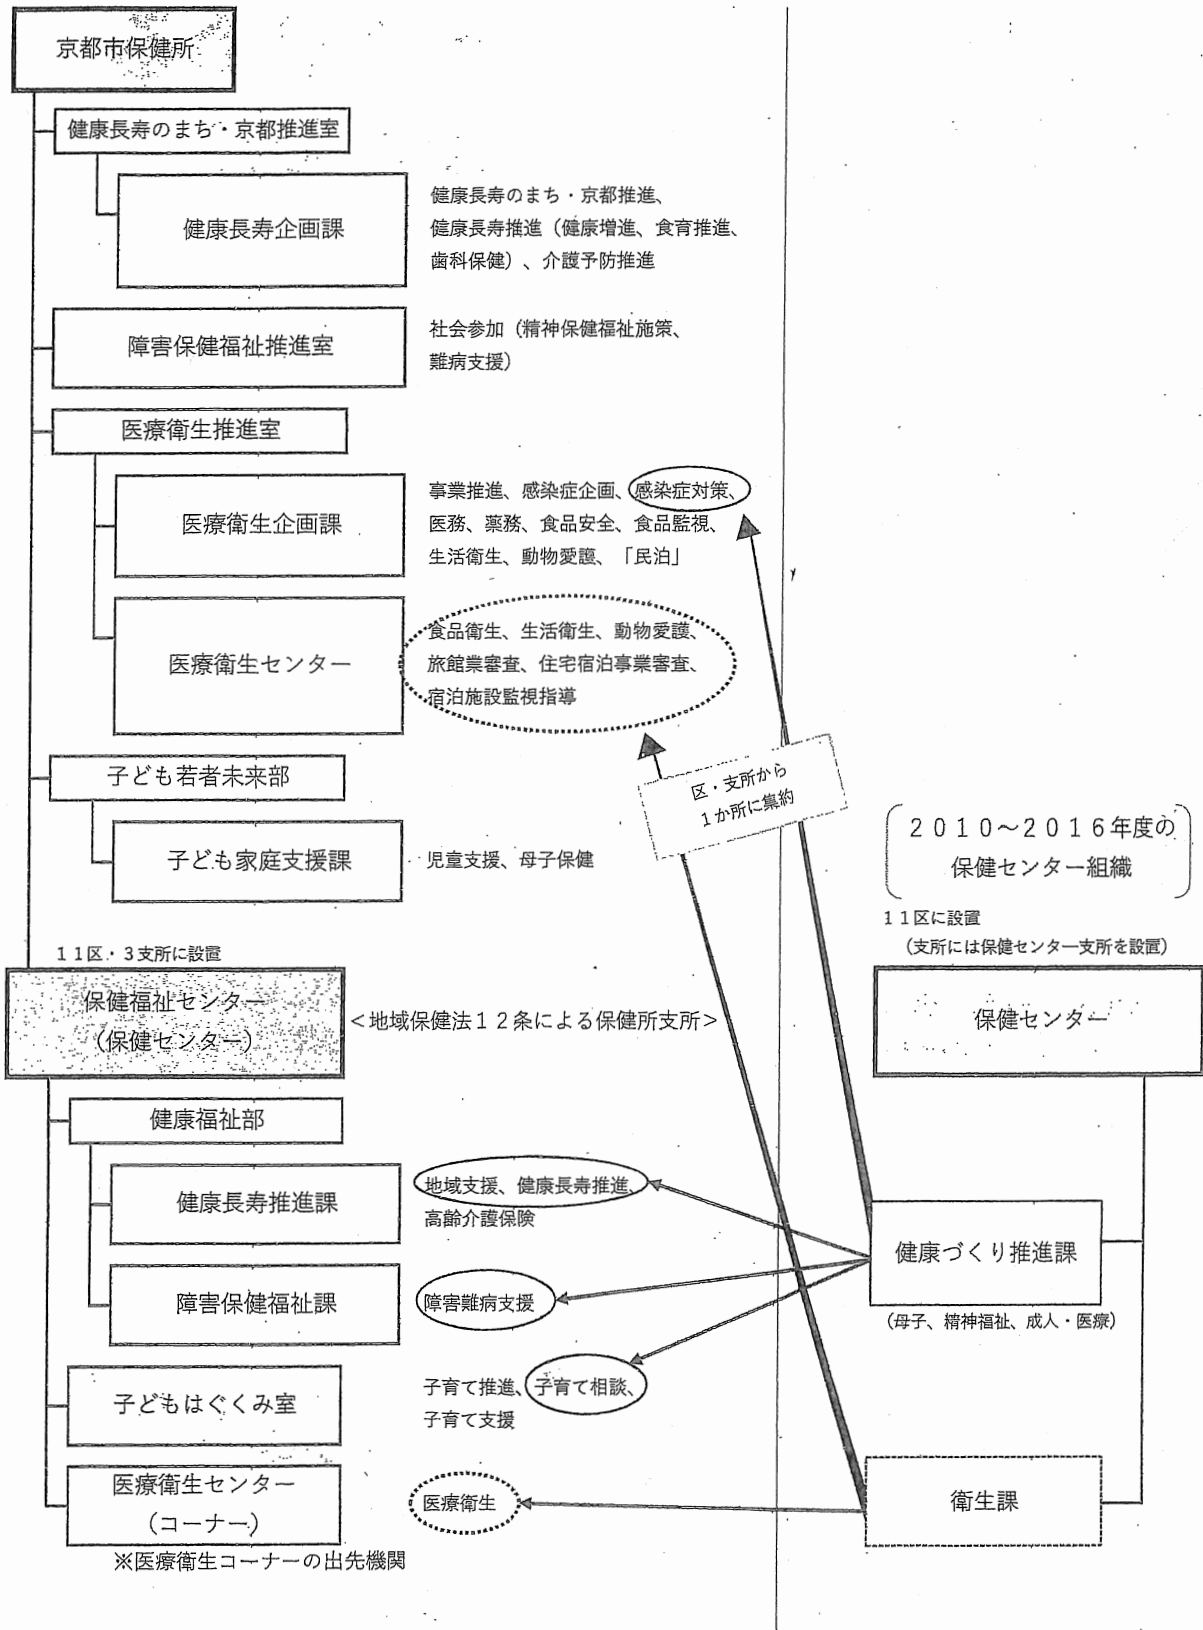 京都市保健所
健康長寿のまち・京都推進室
健康長寿企画課
健康長寿のまち・京都推進、
健康長寿推進（健康増進、食育推進、
歯科保健）、介護予防推進
障害保健福祉推進室
社会参加（精神保健福祉施策、
難病支援）
医療衛生推進室
医療衛生企画課
事業推進、感染症企画、感染症対策、
医務、薬務、食品安全、食品監視、
生活衛生、動物愛護、「民泊」
医療衛生センター
食品衛生、生活衛生、動物愛護、
旅館業審査、住宅宿泊事業審査、
宿泊施設監視指導
子ども若者未来部
子ども家庭支援課
児童支援、母子保健
区・支所から
１か所に集約
２０１０～２０１６年度の
保健センター組織
１１区に設置
（支所には保健センター支所を設置）
保健センター
健康づくり推進課
（母子、精神福祉、成人・医療）
衛生課
１１区・３支所に設置
保健福祉センター
（保健センター）
＜地域保健法１２条による保健所支所＞
健康福祉部
健康長寿推進課
地域支援、健康長寿推進、
高齢介護保険
障害保健福祉課
障害難病支援
子どもはぐくみ室
子育て推進、子育て相談、
子育て支援
医療衛生センター
（コーナー）
医療衛生
※医療衛生コーナーの出先機関